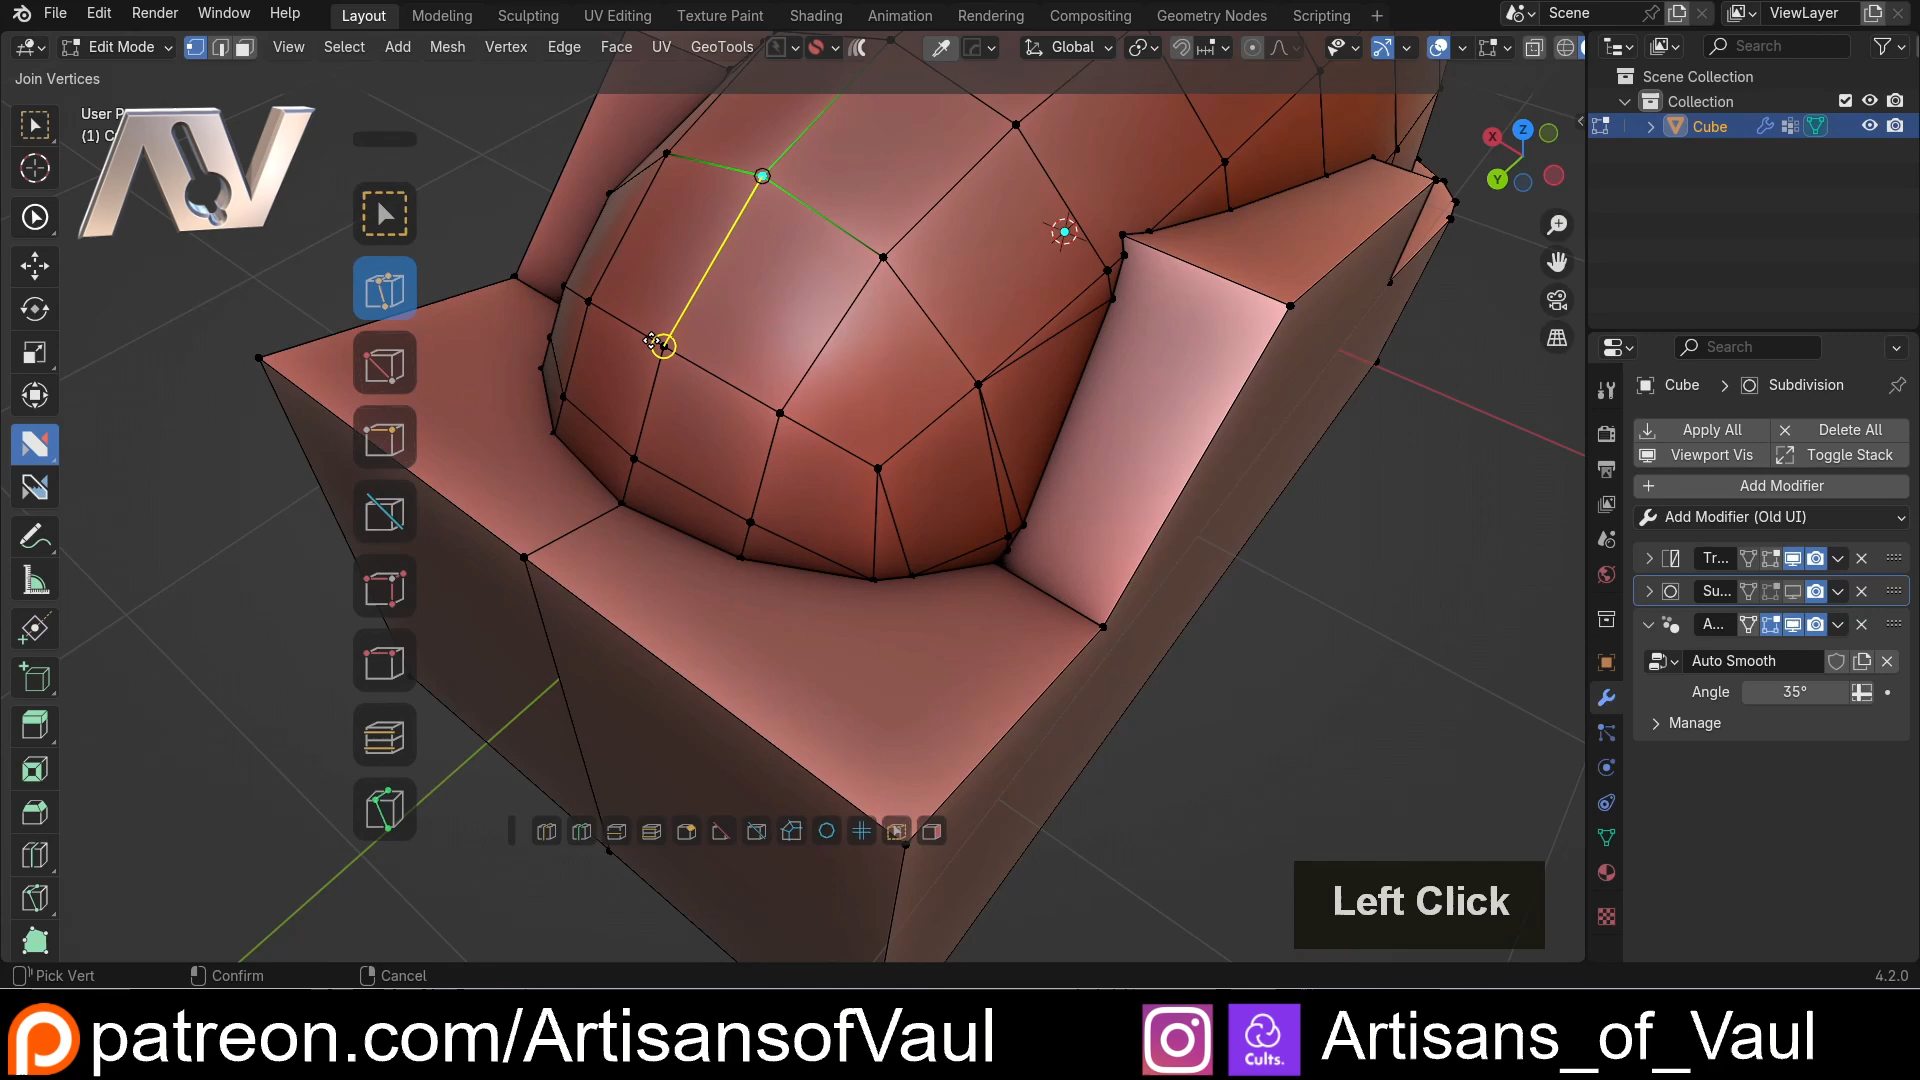 File Edit Render Window Help Layout Modeling Sculpting UV Editing Texture Paint Shading Animation Rendering Compositing Geometry Nodes Scripting Scene ViewLayer
Edit Mode View Select Add Mesh Vertex Edge Face UV GeoTools Global Search
Join Vertices Scene Collection
User P Collection
(1) C Cube
AV
X Z
Y
Search
Cube Subdivision
Apply All Delete All
Viewport Vis Toggle Stack
Add Modifier
Add Modifier (Old UI)
Tr...
Su...
A...
Auto Smooth
Angle 35°
Manage
Left Click
Pick Vert Confirm Cancel 4.2.0
patreon.com/ArtisansofVaul Cults. Artisans_of_Vaul